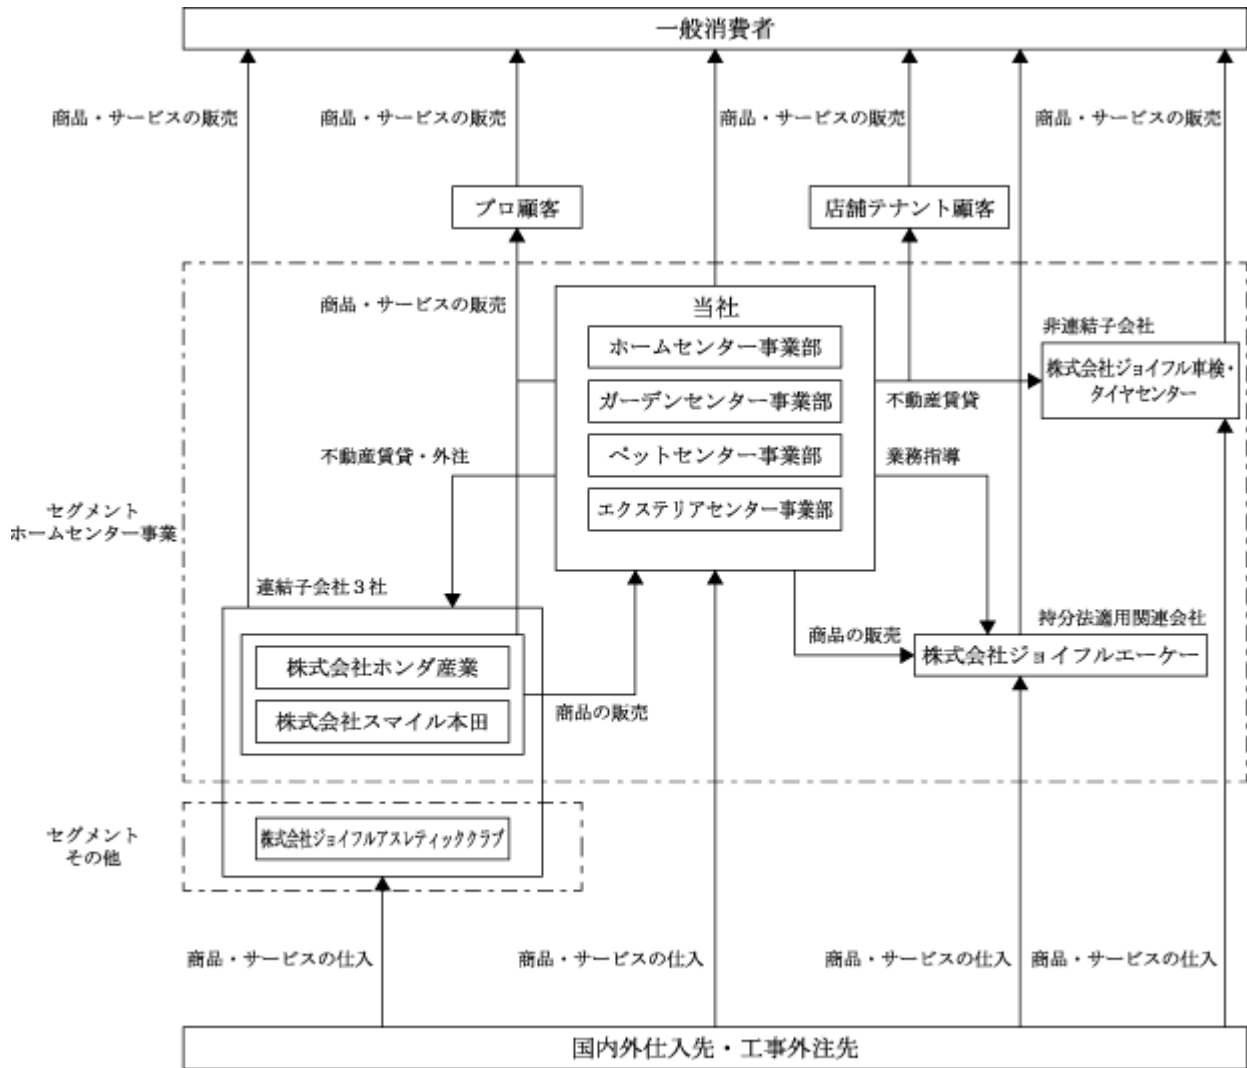 一般消費者
商品・サービスの販売
商品・サービスの販売
商品・サービスの販売
商品・サービスの販売
プロ顧客
店舗テナント顧客
商品・サービスの販売
当社
ホームセンター事業部
ガーデンセンター事業部
ペットセンター事業部
エクステリアセンター事業部
非連結子会社
株式会社ジョイフル車検・
タイヤセンター
不動産賃貸
不動産賃貸・外注
業務指導
セグメント
ホームセンター事業
連結子会社3社
持分法適用関連会社
商品の販売
株式会社ジョイフルエーケー
株式会社ホンダ産業
株式会社スマイル本田
商品の販売
セグメント
その他
株式会社ジョイフルアスレティッククラブ
商品・サービスの仕入
商品・サービスの仕入
商品・サービスの仕入
商品・サービスの仕入
国内外仕入先・工事外注先